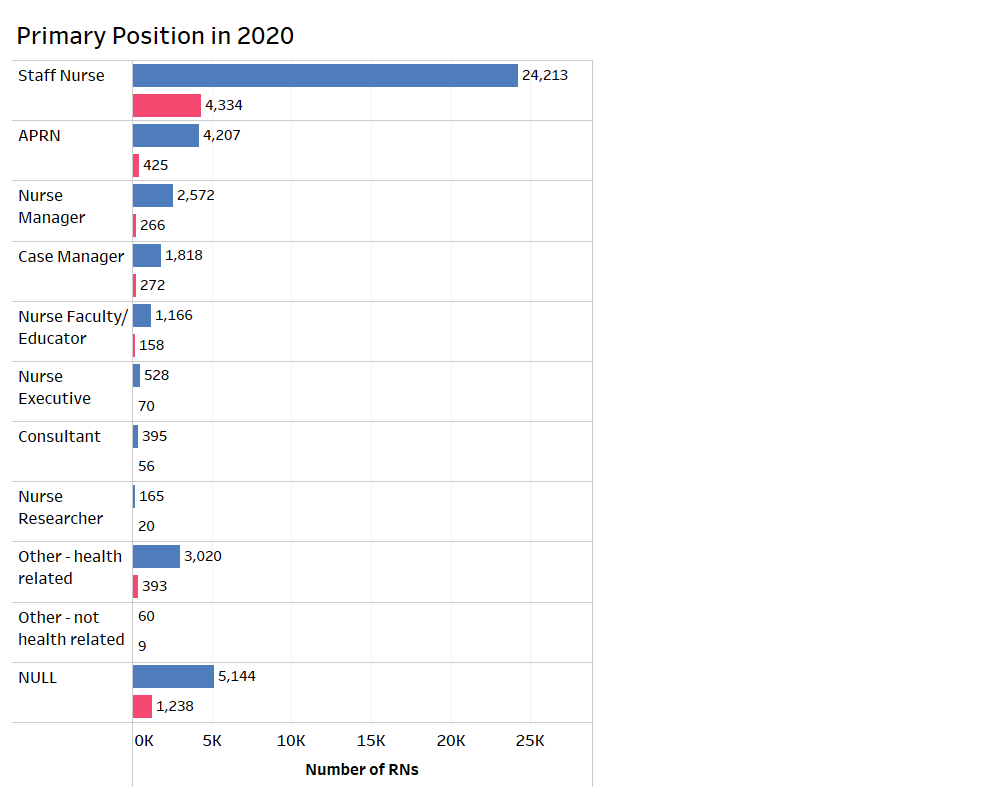 Primary Position in 2020
Staff Nurse
24,213
4,334
APRN
4,207
425
Nurse
Manager
2,572
266
Case Manager
1,818
272
Nurse Faculty/
Educator
1,166
158
Nurse
Executive
528
70
Consultant
395
56
Nurse
Researcher
165
20
Other - health
related
3,020
393
Other - not
health related
60
9
NULL
5,144
1,238
0K 5K 10K 15K 20K 25K
Number of RNs